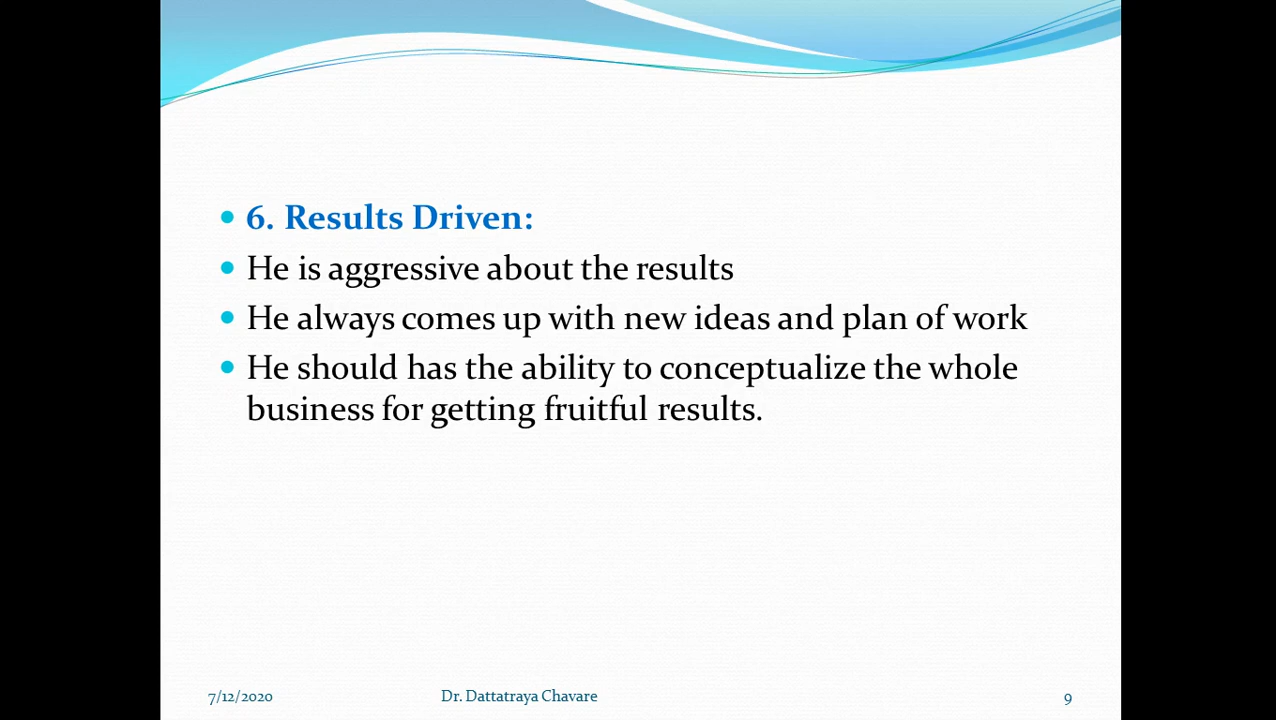 6. Results Driven:
He is aggressive about the results
He always comes up with new ideas and plan of work
He should has the ability to conceptualize the whole
business for getting fruitful results.
7/12/2020
Dr. Dattatraya Chavare
9